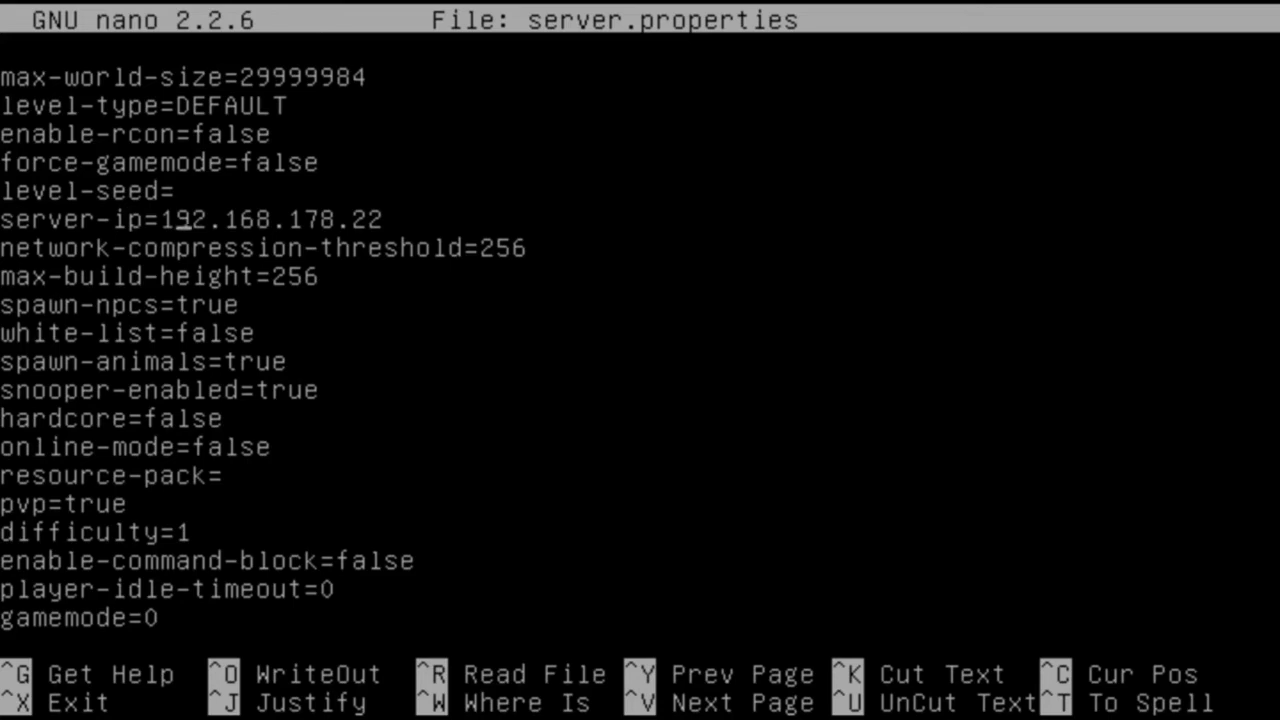 GNU nano 2.2.6 File: server.properties
max-world-size=29999984
level-type=DEFAULT
enable-rcon=false
force-gamemode=false
level-seed=
server-ip=192.168.178.22
network-compression-threshold=256
max-build-height=256
spawn-npcs=true
white-list=false
spawn-animals=true
snooper-enabled=true
hardcore=false
online-mode=false
resource-pack=
pvp=true
difficulty=1
enable-command-block=false
player-idle-timeout=0
gamemode=0
^G Get Help ^O WriteOut ^R Read File ^Y Prev Page ^K Cut Text ^C Cur Pos
^X Exit ^J Justify ^W Where Is ^V Next Page ^U UnCut Text ^T To Spell